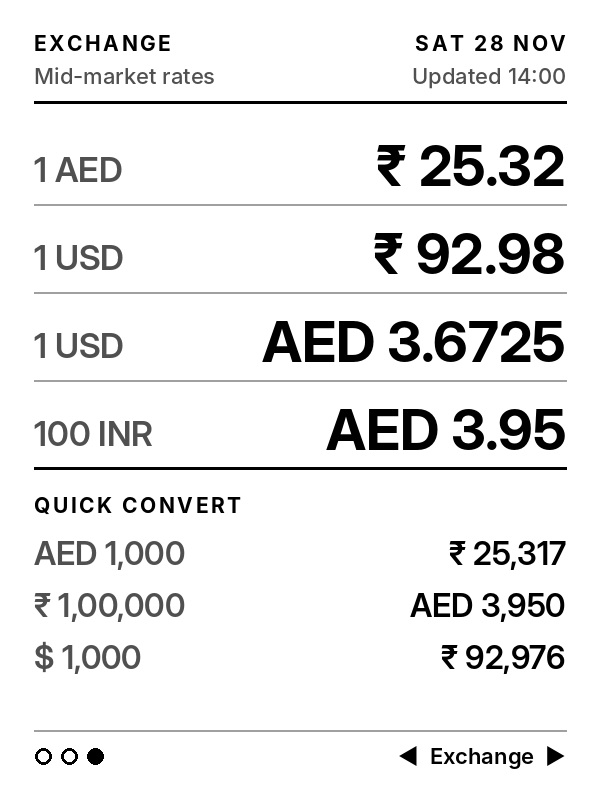 EXCHANGE SAT 28 NOV
Mid-market rates Updated 14:00
1 AED ₹ 25.32
1 USD ₹ 92.98
1 USD AED 3.6725
100 INR AED 3.95
QUICK CONVERT
AED 1,000 ₹ 25,317
₹ 1,00,000 AED 3,950
$ 1,000 ₹ 92,976
◀ Exchange ▶